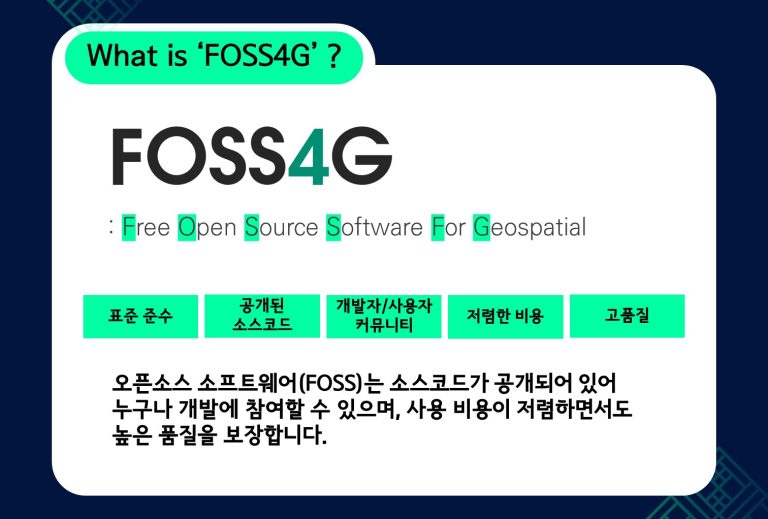 What is ‘FOSS4G’ ?
FOSS4G
: Free Open Source Software For Geospatial
표준 준수
공개된
소스코드
개발자/사용자
커뮤니티
저렴한 비용
고품질
오픈소스 소프트웨어(FOSS)는 소스코드가 공개되어 있어
누구나 개발에 참여할 수 있으며, 사용 비용이 저렴하면서도
높은 품질을 보장합니다.